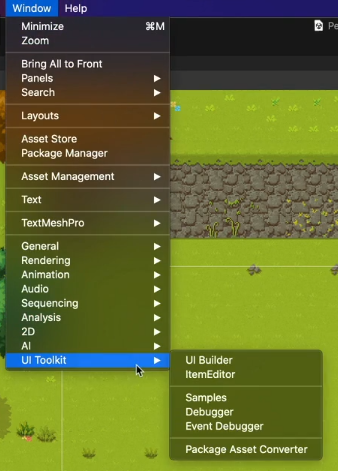 Window Help
Minimize ⌘M
Zoom
Bring All to Front
Panels
Search
Layouts
Asset Store
Package Manager
Asset Management
Text
TextMeshPro
General
Rendering
Animation
Audio
Sequencing
Analysis
2D
AI
UI Toolkit
UI Builder
ItemEditor
Samples
Debugger
Event Debugger
Package Asset Converter